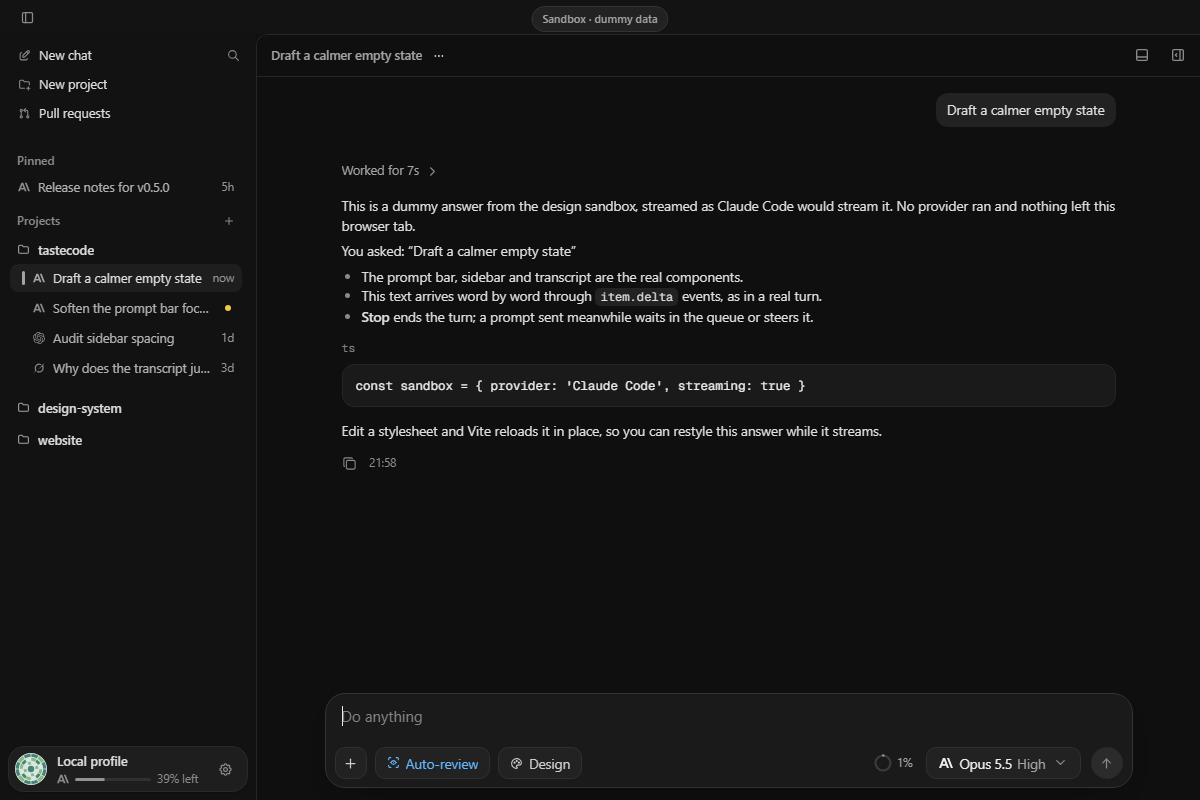 Sandbox · dummy data
New chat
New project
Pull requests
Pinned
Release notes for v0.5.0 5h
Projects
tastecode
Draft a calmer empty state now
Soften the prompt bar foc...
Audit sidebar spacing 1d
Why does the transcript ju... 3d
design-system
website
Local profile
39% left
Draft a calmer empty state ...
Draft a calmer empty state
Worked for 7s
This is a dummy answer from the design sandbox, streamed as Claude Code would stream it. No provider ran and nothing left this
browser tab.
You asked: “Draft a calmer empty state”
The prompt bar, sidebar and transcript are the real components.
This text arrives word by word through item.delta events, as in a real turn.
Stop ends the turn; a prompt sent meanwhile waits in the queue or steers it.
ts
const sandbox = { provider: 'Claude Code', streaming: true }
Edit a stylesheet and Vite reloads it in place, so you can restyle this answer while it streams.
21:58
Do anything
Auto-review Design 1% Opus 5.5 High